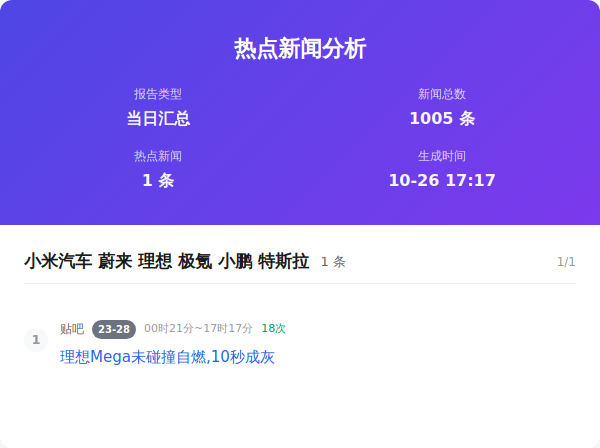 热点新闻分析
报告类型
新闻总数
当日汇总
1005 条
热点新闻
生成时间
1 条
10-26 17:17
小米汽车 蔚来 理想 极氪 小鹏 特斯拉 1 条 1/1
1 贴吧 23-28 00时21分~17时17分 18次
理想Mega未碰撞自燃,10秒成灰